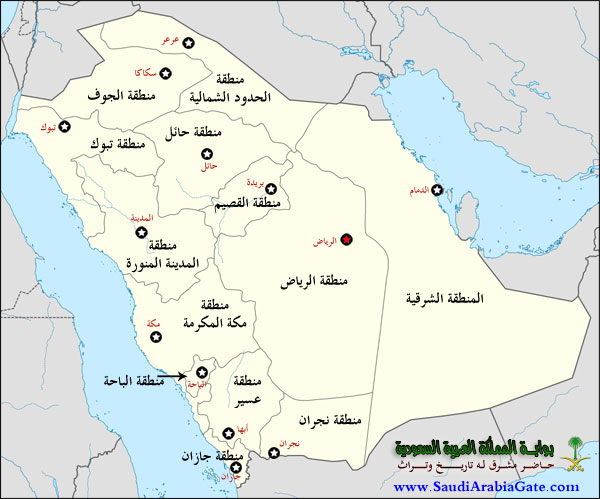 عرعر
سكاكا
منطقة
الحدود الشمالية
منطقة الجوف
تبوك
منطقة تبوك
منطقة حائل
حائل
بريدة
منطقة القصيم
الدمام
المدينة
منطقة
المدينة المنورة
الرياض
منطقة الرياض
المنطقة الشرقية
منطقة
مكة المكرمة
مكة
منطقة الباحة
الباحة
منطقة
عسير
أبها
منطقة نجران
نجران
منطقة جازان
جازان
بوابة المملكة العربية السعودية
حاضر مشرق له تاريخ وتراث
www.SaudiArabiaGate.com